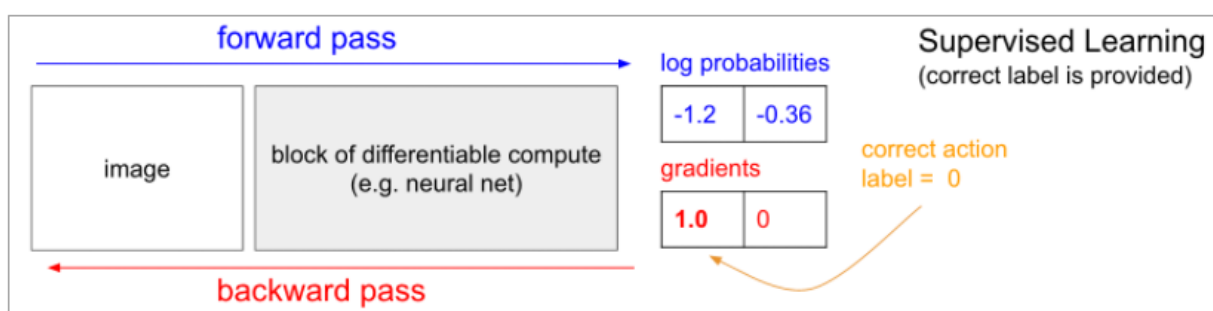 forward pass
Supervised Learning
(correct label is provided)
log probabilities
-1.2 -0.36
image
block of differentiable compute
(e.g. neural net)
gradients
1.0 0
correct action
label = 0
backward pass